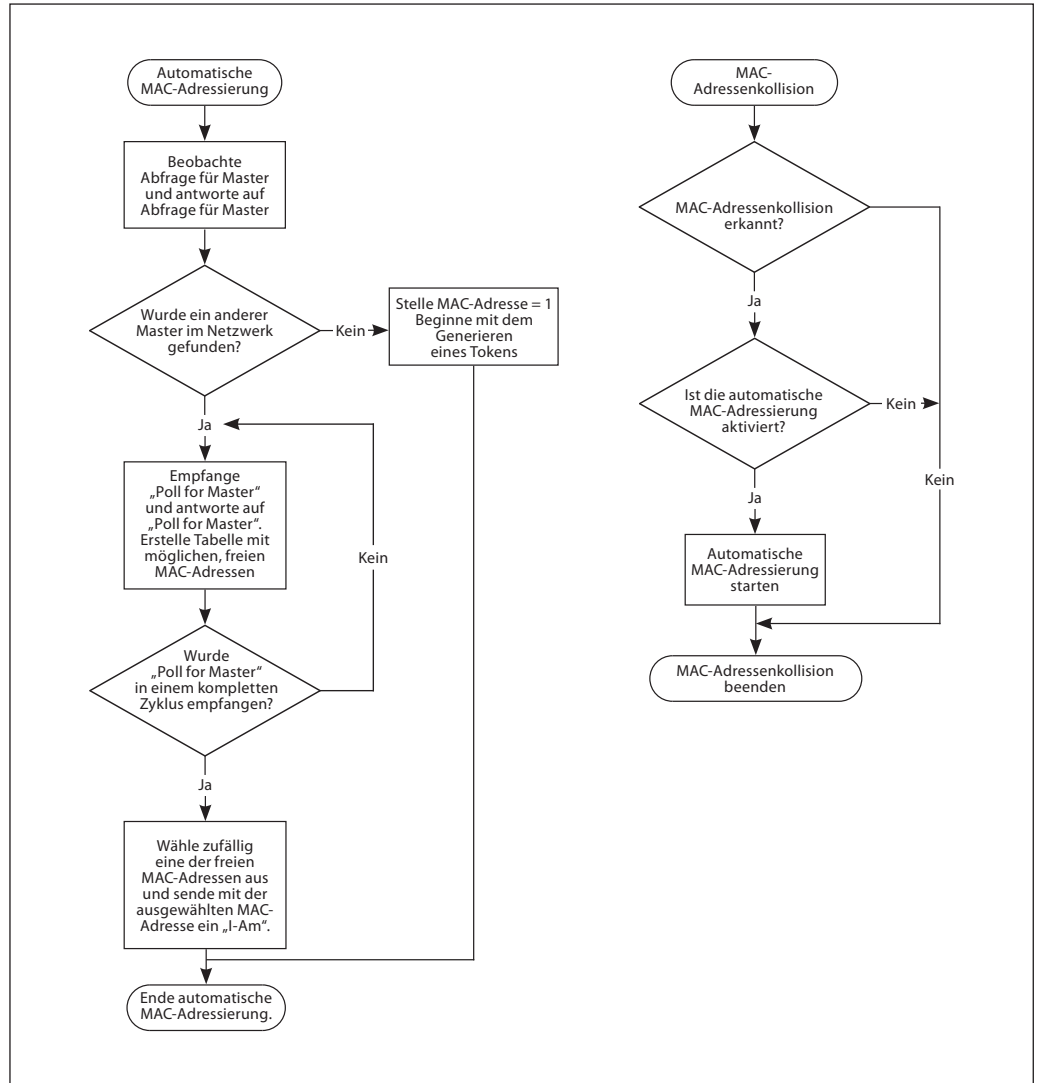 Automatische
MAC-Adressierung
Beobachte
Abfrage für Master
und antworte auf
Abfrage für Master
Wurde ein anderer
Master im Netzwerk
gefunden?
Kein
Stelle MAC-Adresse = 1
Beginne mit dem
Generieren
eines Tokens
Ja
Empfange
„Poll for Master“
und antworte auf
„Poll for Master“.
Erstelle Tabelle mit
möglichen, freien
MAC-Adressen
Kein
Wurde
„Poll for Master“
in einem kompletten
Zyklus empfangen?
Ja
Wähle zufällig
eine der freien
MAC-Adressen aus
und sende mit der
ausgewählten MAC-
Adresse ein „I-Am“.
Ende automatische
MAC-Adressierung.
MAC-
Adressenkollision
MAC-Adressenkollision
erkannt?
Ja
Ist die automatische
MAC-Adressierung
aktiviert?
Kein
Kein
Ja
Automatische
MAC-Adressierung
starten
MAC-Adressenkollision
beenden